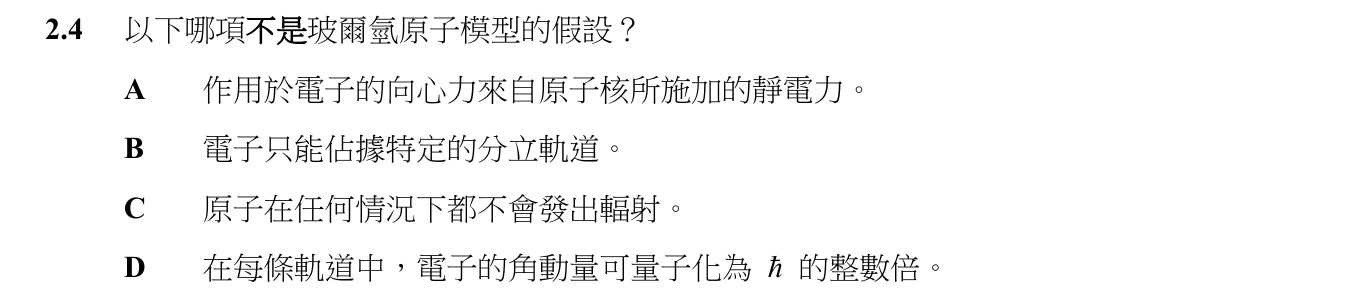 2.4 以下哪項不是玻爾氫原子模型的假設？
A 作用於電子的向心力來自原子核所施加的靜電力。
B 電子只能佔據特定的分立軌道。
C 原子在任何情況下都不會發出輻射。
D 在每條軌道中，電子的角動量可量子化為 ℏ 的整數倍。